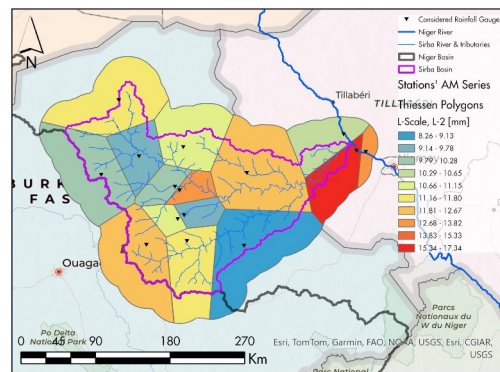 N
Considered Rainfall Gauge
Niger River
Sirba River & tributaries
Niger Basin
Sirba Basin
Stations' AM Series
Thiessen Polygons
L-Scale, L-2 [mm]
8.26 - 9.13
9.14 - 9.78
9.79 - 10.28
10.29 - 10.65
10.66 - 11.15
11.16 - 11.80
11.81 - 12.67
12.68 - 13.82
13.83 - 15.33
15.34 - 17.34
Tillabéri
BURK
FAS
Ouaga
Po Delta
National Park
Parcs
Nationaux du
W du Niger
0 45 90 180 270
Km
Esri, TomTom, Garmin, FAO, NOAA, USGS, Esri, CGIAR,
USGS
Parc National